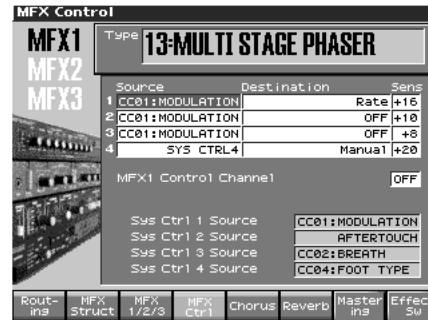 MFX Control
MFX1
MFX2
MFX3
Type 13:MULTI STAGE PHASER
Source Destination Sens
1 CC01:MODULATION Rate +16
2 CC01:MODULATION OFF +10
3 CC01:MODULATION OFF +8
4 SYS CTRL4 Manual +20
MFX1 Control Channel OFF
Sys Ctrl 1 Source CC01:MODULATION
Sys Ctrl 2 Source AFTERTOUCH
Sys Ctrl 3 Source CC02:BREATH
Sys Ctrl 4 Source CC04:FOOT TYPE
Rout- MFX MFX MFX Chorus Reverb Master Effec
ing Struct 1/2/3 Ctrl ing Sw